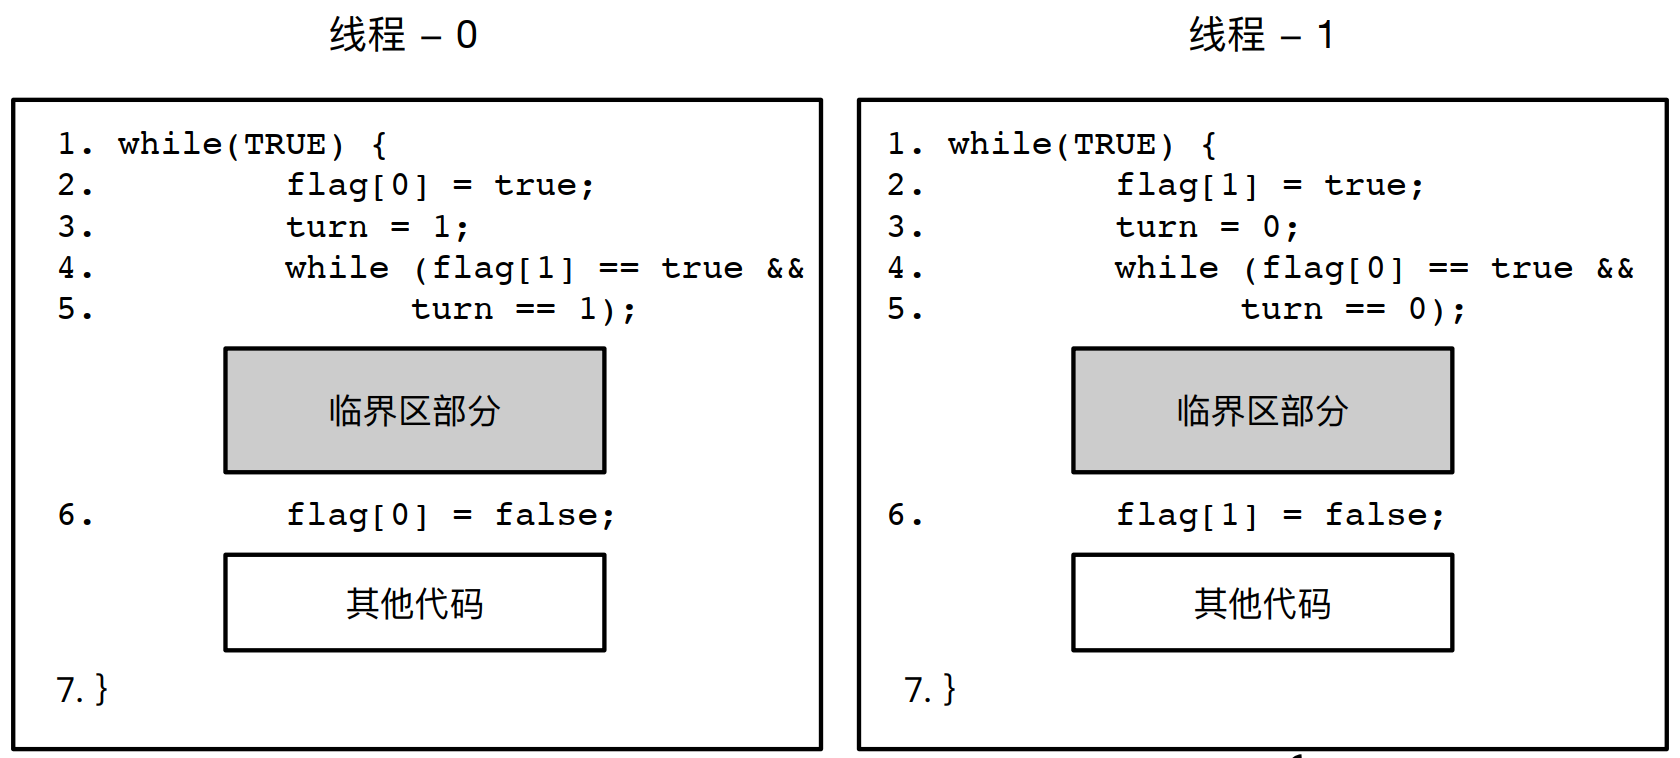 线程 – 0
1. while(TRUE) {
2. flag[0] = true;
3. turn = 1;
4. while (flag[1] == true &&
5. turn == 1);
临界区部分
6. flag[0] = false;
其他代码
7. }
线程 – 1
1. while(TRUE) {
2. flag[1] = true;
3. turn = 0;
4. while (flag[0] == true &&
5. turn == 0);
临界区部分
6. flag[1] = false;
其他代码
7. }